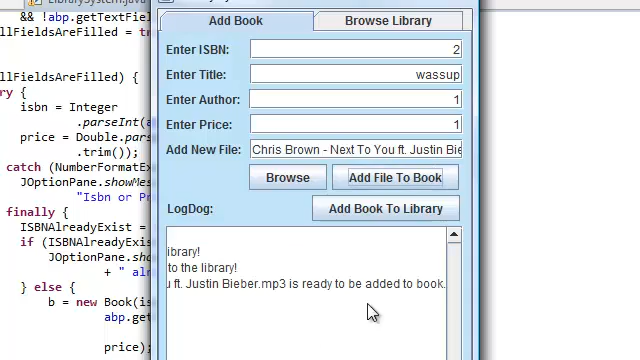 LibrarySystem.java
&& !abp.getTextField
llFieldsAreFilled = tru
Add Book
Browse Library
Enter ISBN:
2
Enter Title:
wassup
Enter Author:
1
Enter Price:
1
Add New File:
Chris Brown - Next To You ft. Justin Bie
Browse
Add File To Book
LogDog:
Add Book To Library
ibrary!
to the library!
u ft. Justin Bieber.mp3 is ready to be added to book.
llFieldsAreFilled) {
ry {
isbn = Integer
.parseInt(a
price = Double.pars
.trim());
catch (NumberFormatExc
JOptionPane.showMes
"Isbn or Pr
finally {
ISBNAlreadyExist =
if (ISBNAlreadyExis
JOptionPane.sho
+ " alr
} else {
b = new Book(is
abp.get
price);